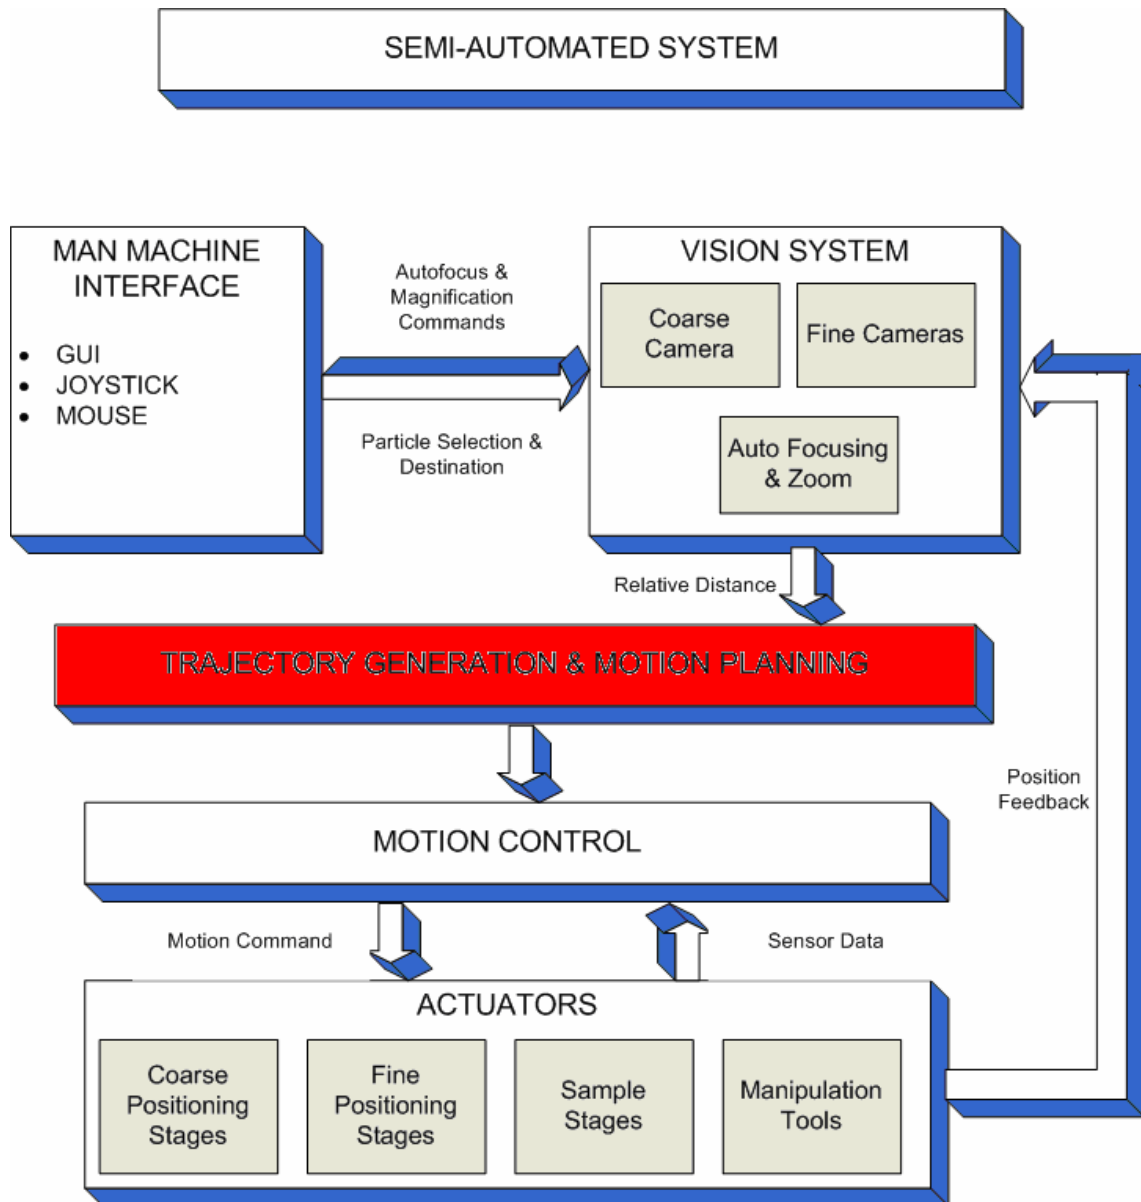 SEMI-AUTOMATED SYSTEM
MAN MACHINE
INTERFACE
• GUI
• JOYSTICK
• MOUSE
Autofocus &
Magnification
Commands
Particle Selection &
Destination
VISION SYSTEM
Coarse
Camera
Fine Cameras
Auto Focusing
& Zoom
Relative Distance
TRAJECTORY GENERATION & MOTION PLANNING
Position
Feedback
MOTION CONTROL
Motion Command
Sensor Data
ACTUATORS
Coarse
Positioning
Stages
Fine
Positioning
Stages
Sample
Stages
Manipulation
Tools